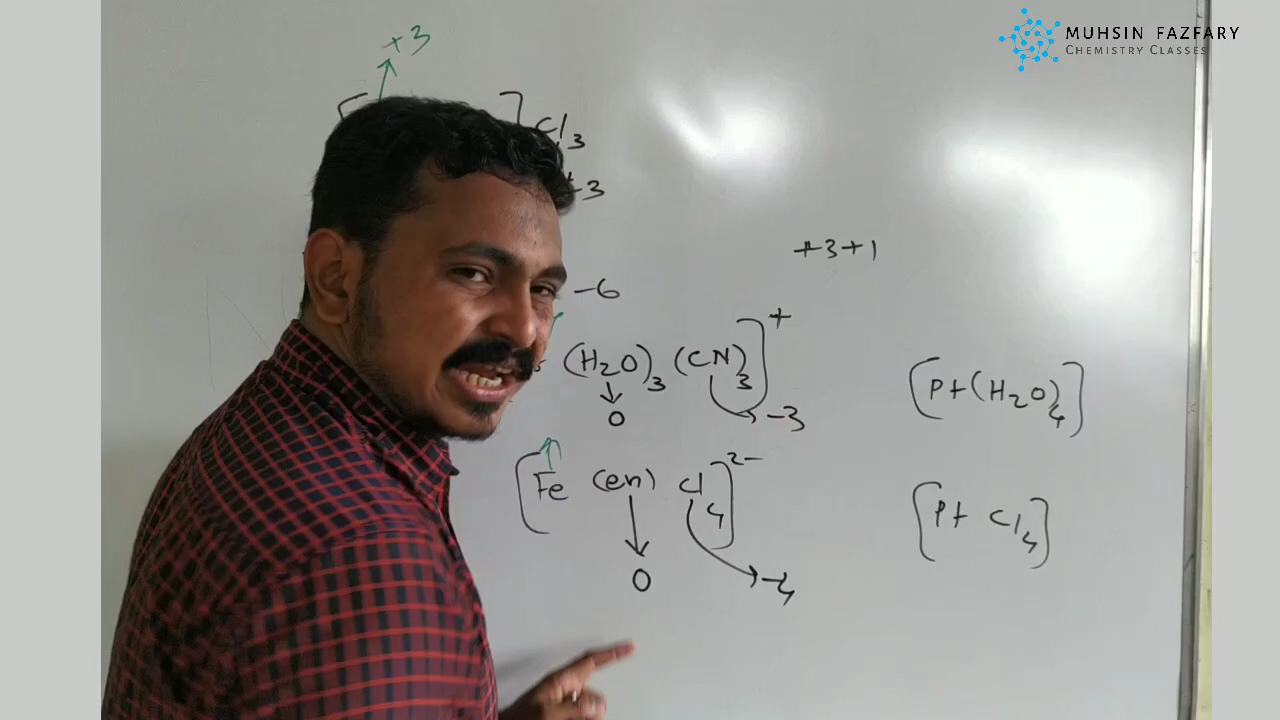 MUHSIN FAZFARY
CHEMISTRY CLASSES
+3
[ ]Cl3
+3+1
-6
(H2O)3 (CN)3]+
0
-3
[Pt(H2O)4]
[Fe (en) Cl4]2-
[Pt Cl4]
0
-4